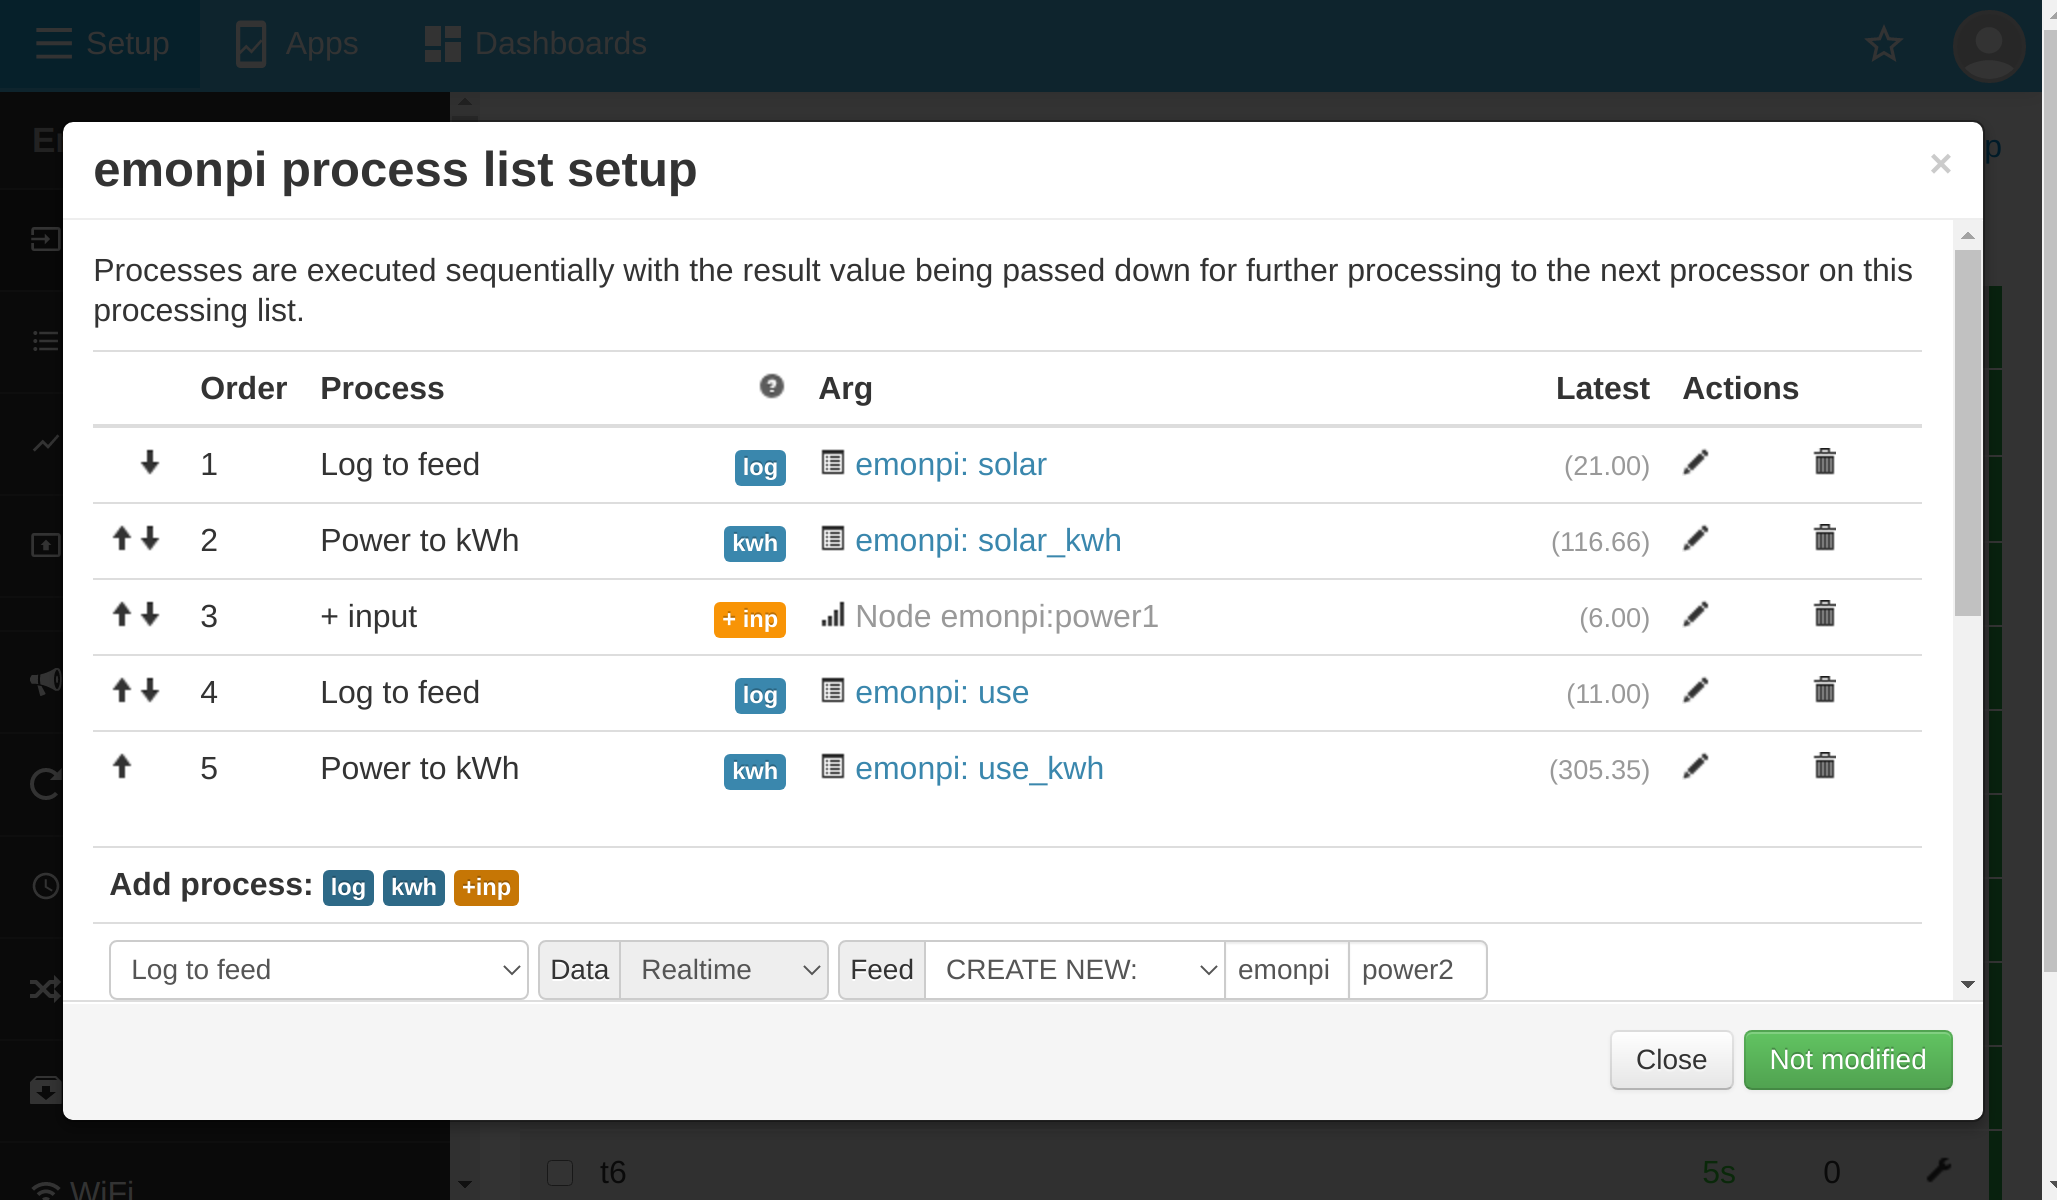 Setup Apps Dashboards
emonpi process list setup
×
Processes are executed sequentially with the result value being passed down for further processing to the next processor on this
processing list.
Order Process ? Arg Latest Actions
1 Log to feed log emonpi: solar (21.00)
2 Power to kWh kwh emonpi: solar_kwh (116.66)
3 + input + inp Node emonpi:power1 (6.00)
4 Log to feed log emonpi: use (11.00)
5 Power to kWh kwh emonpi: use_kwh (305.35)
Add process: log kwh +inp
Log to feed Data Realtime Feed CREATE NEW: emonpi power2
Close Not modified
t6 5s 0
WiFi